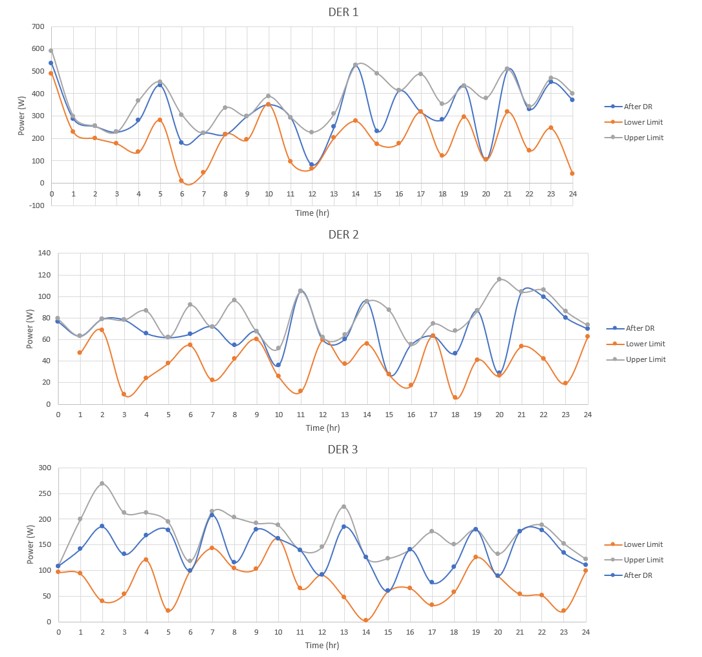 DER 1
700
600
500
400
300
200
100
0
-100
Power (W)
0 1 2 3 4 5 6 7 8 9 10 11 12 13 14 15 16 17 18 19 20 21 22 23 24
Time (hr)
After DR
Lower Limit
Upper Limit
DER 2
140
120
100
80
60
40
20
0
Power (W)
0 1 2 3 4 5 6 7 8 9 10 11 12 13 14 15 16 17 18 19 20 21 22 23 24
Time (hr)
After DR
Lower Limit
Upper Limit
DER 3
300
250
200
150
100
50
0
Power (W)
0 1 2 3 4 5 6 7 8 9 10 11 12 13 14 15 16 17 18 19 20 21 22 23 24
Time (hr)
Lower Limit
Upper Limit
After DR